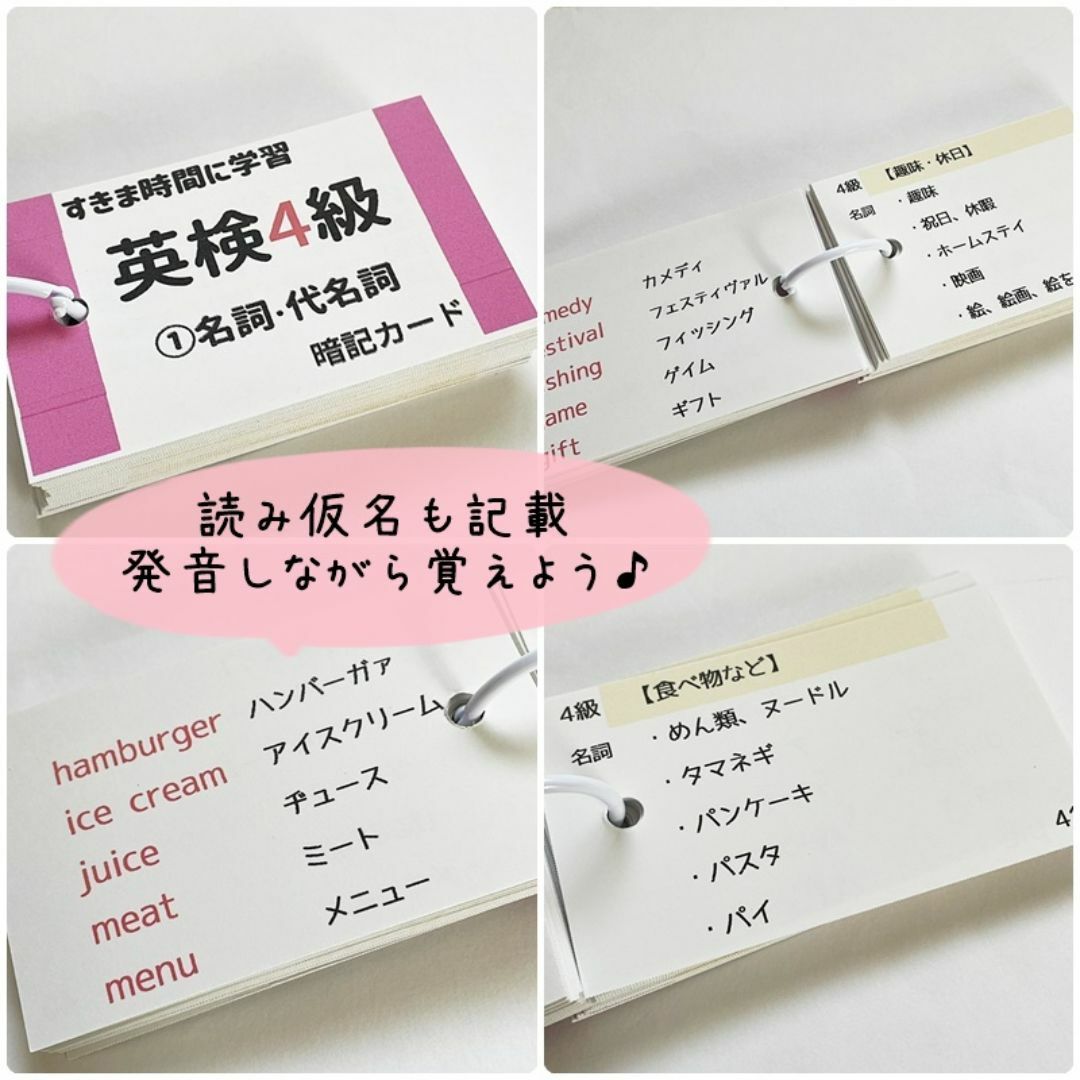 すきま時間に学習
英検4級
①名詞・代名詞
暗記カード
medy カメディ
stival フェスティヴァル
shing フィッシング
ame ゲイム
gift ギフト
4級 【趣味・休日】
名詞 ・趣味
・祝日、休暇
・ホームステイ
・映画
・絵、絵画、絵を
読み仮名も記載
発音しながら覚えよう♪
hamburger ハンバーガァ
ice cream アイスクリーム
juice ヂュース
meat ミート
menu メニュー
4級 【食べ物など】
名詞 ・めん類、ヌードル
・タマネギ
・パンケーキ
・パスタ
・パイ